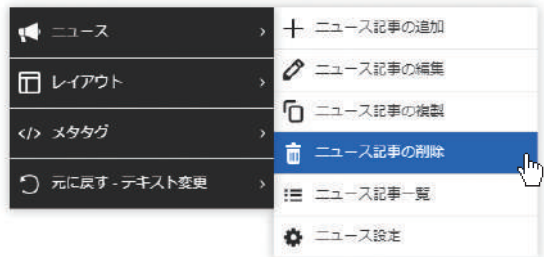 ニュース
レイアウト
メタタグ
元に戻す - テキスト変更
ニュース記事の追加
ニュース記事の編集
ニュース記事の複製
ニュース記事の削除
ニュース記事一覧
ニュース設定